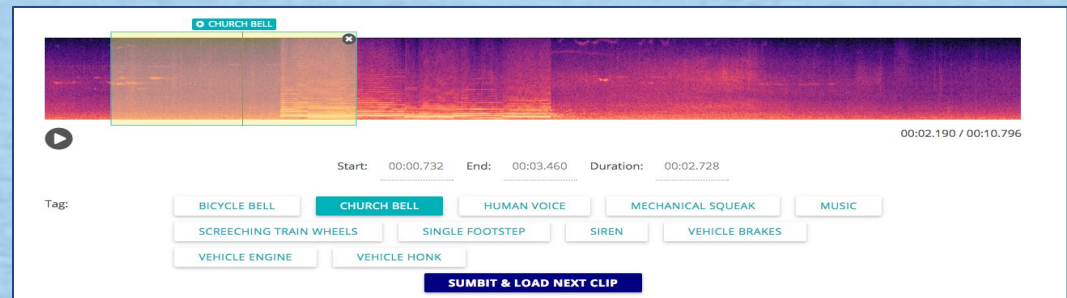 CHURCH BELL
00:02.190 / 00:10.796
Start: 00:00.732 End: 00:03.460 Duration: 00:02.728
Tag: BICYCLE BELL CHURCH BELL HUMAN VOICE MECHANICAL SQUEAK MUSIC
SCREECHING TRAIN WHEELS SINGLE FOOTSTEP SIREN VEHICLE BRAKES
VEHICLE ENGINE VEHICLE HONK
SUMBIT & LOAD NEXT CLIP